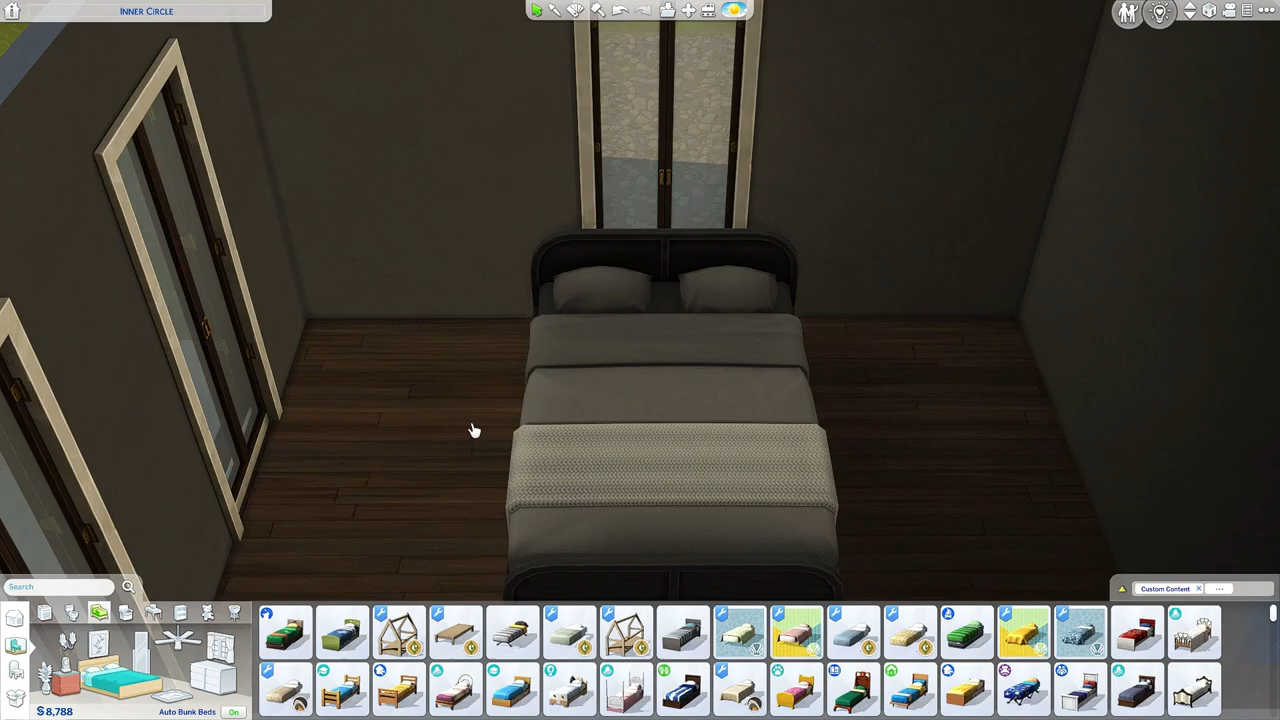 INNER CIRCLE
Search
Custom Content
§8,788
Auto Bunk Beds On